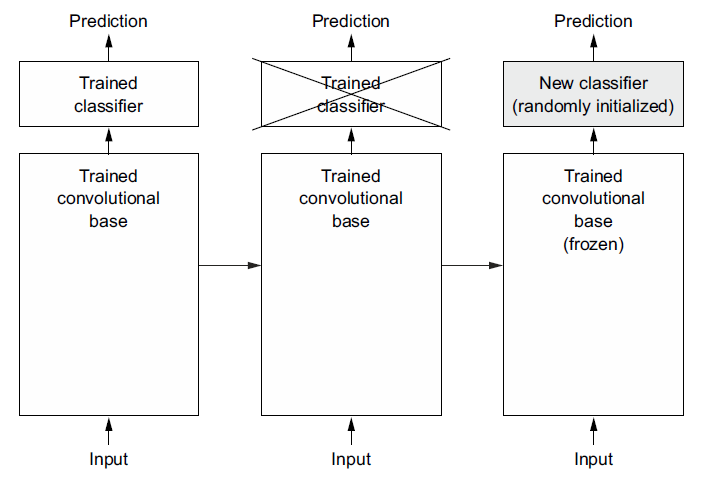 Prediction
Trained
classifier
Trained
convolutional
base
Input
Prediction
Trained
classifier
Trained
convolutional
base
Input
Prediction
New classifier
(randomly initialized)
Trained
convolutional
base
(frozen)
Input